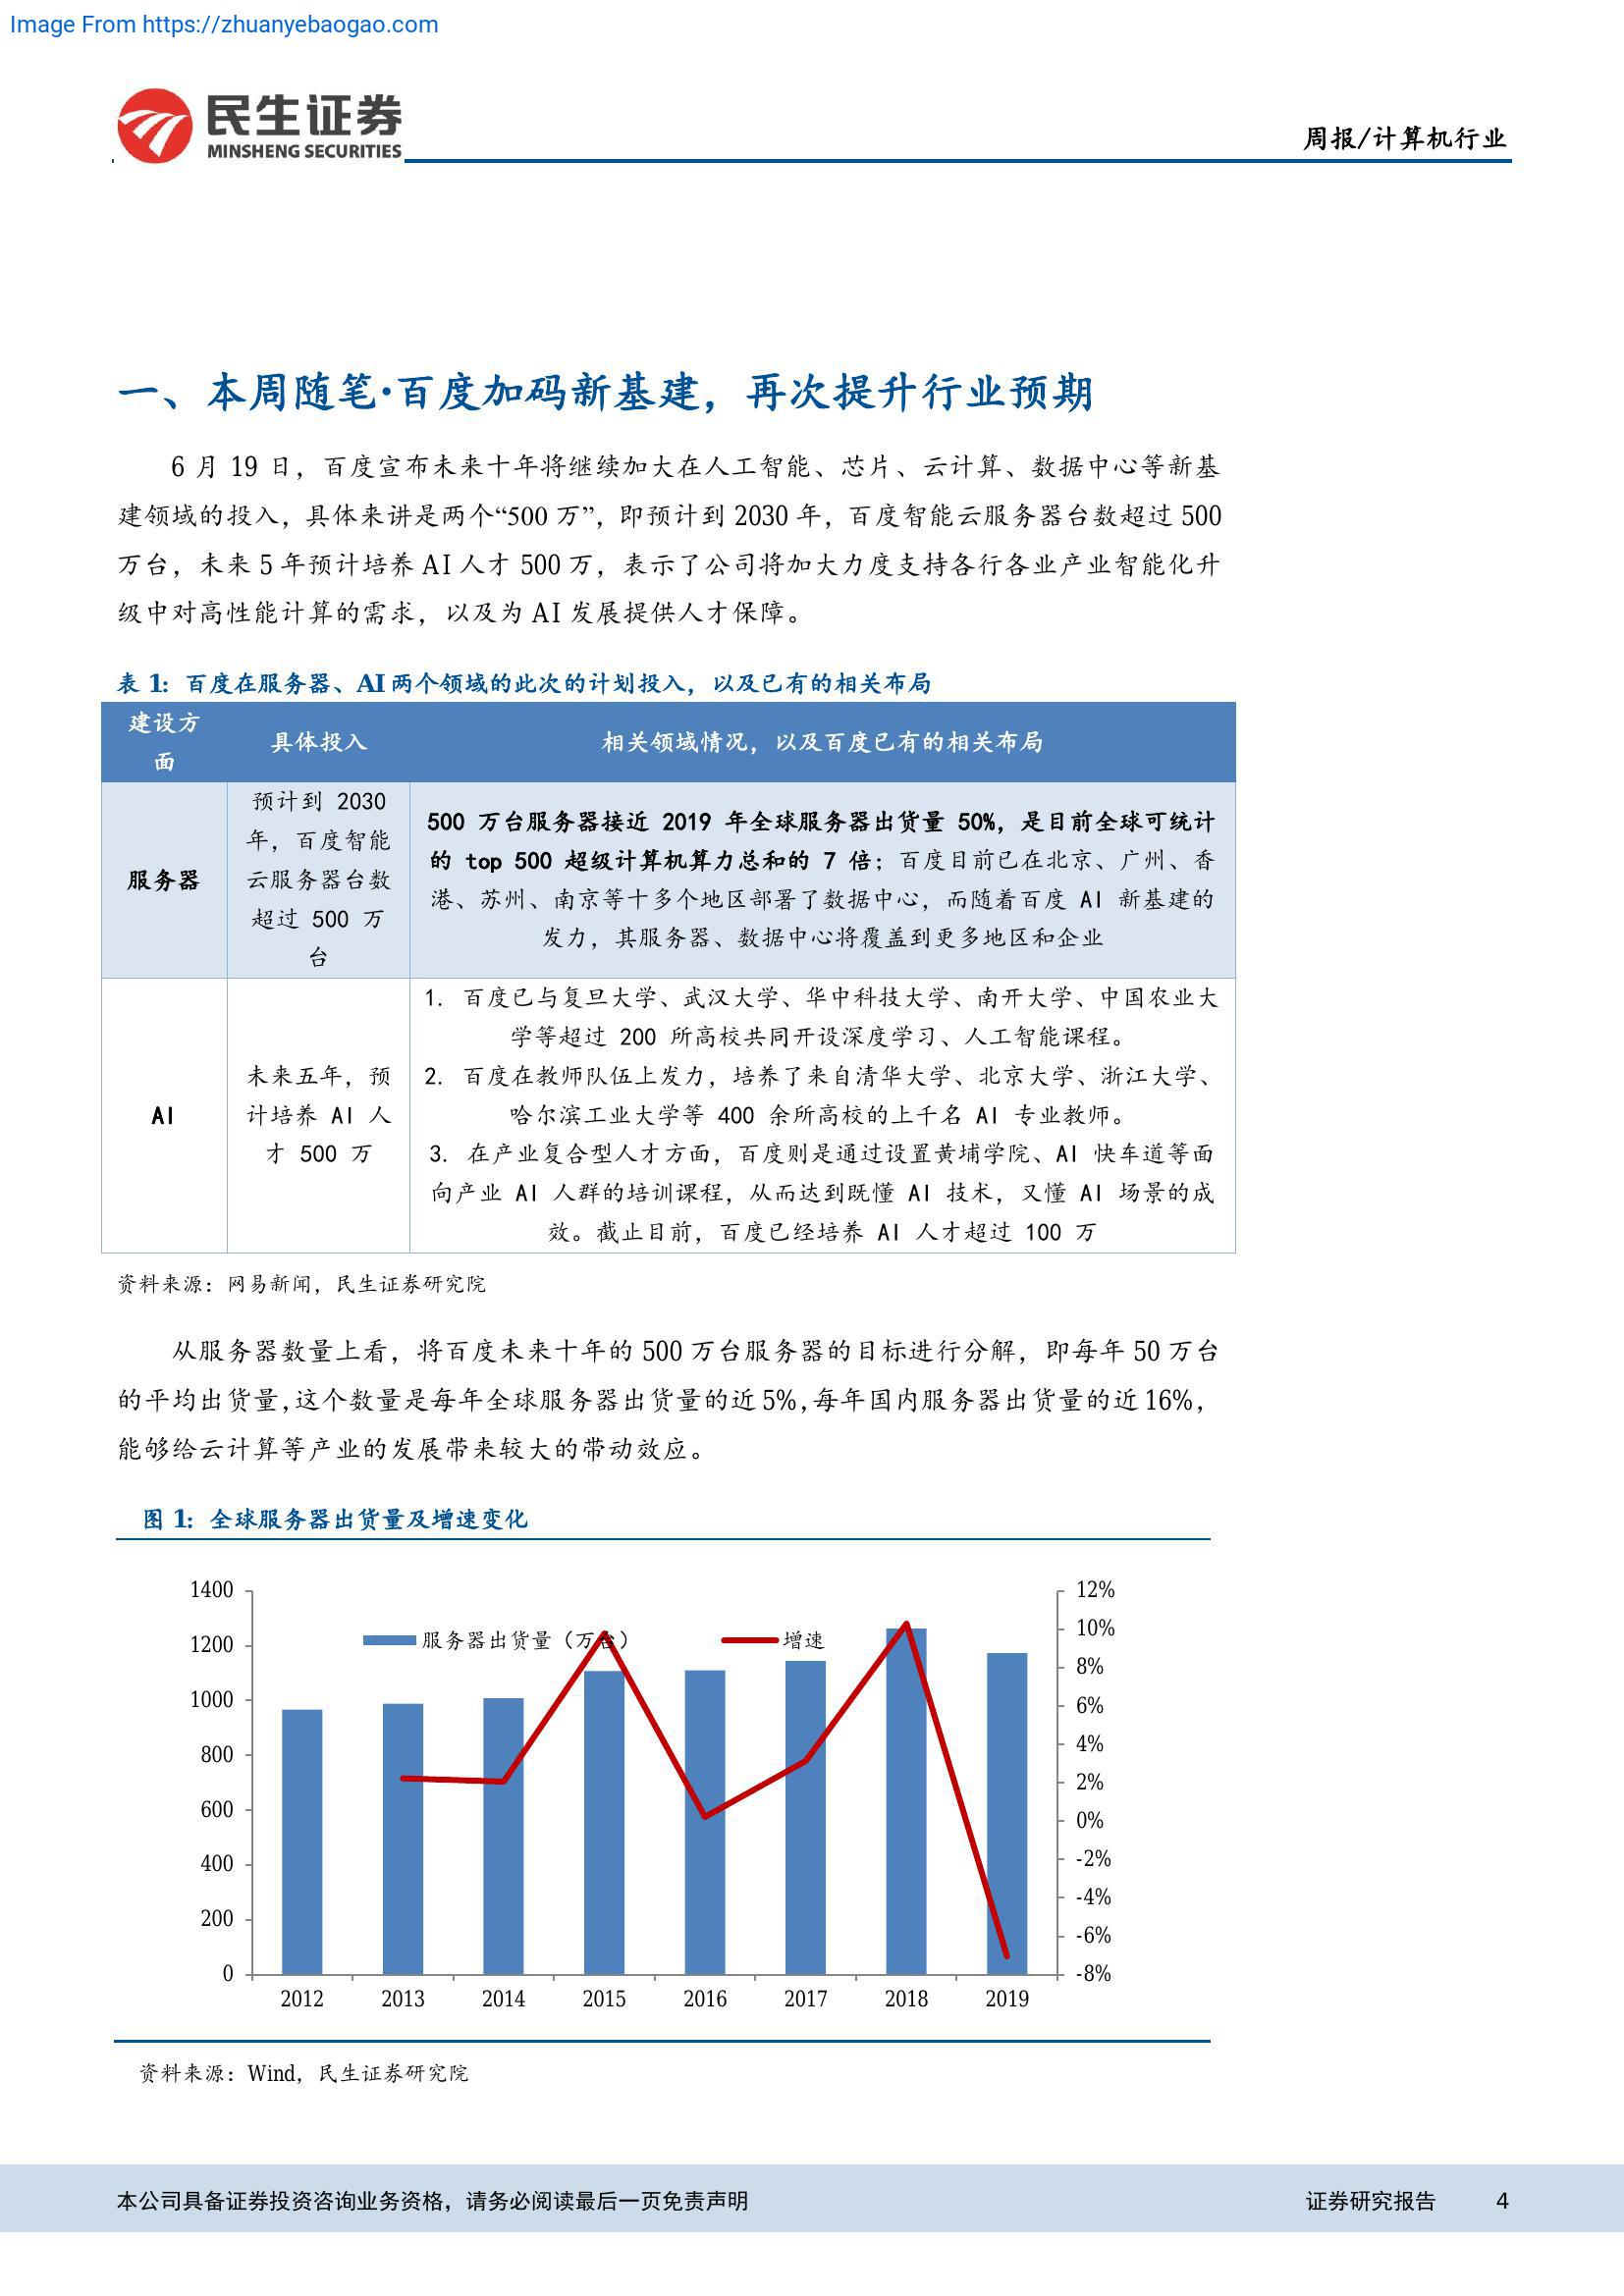 Image From https://zhuanyebaogao.com
民生证券
MINSHENG SECURITIES
周报/计算机行业
一、本周随笔·百度加码新基建，再次提升行业预期
6 月 19 日，百度宣布未来十年将继续加大在人工智能、芯片、云计算、数据中心等新基
建领域的投入，具体来讲是两个“500 万”，即预计到 2030 年，百度智能云服务器台数超过 500
万台，未来 5 年预计培养 AI 人才 500 万，表示了公司将加大力度支持各行各业产业智能化升
级中对高性能计算的需求，以及为 AI 发展提供人才保障。
表 1：百度在服务器、AI 两个领域的此次的计划投入，以及已有的相关布局
建设方
面
具体投入
相关领域情况，以及百度已有的相关布局
服务器
预计到 2030
年，百度智能
云服务器台数
超过 500 万
台
500 万台服务器接近 2019 年全球服务器出货量 50%，是目前全球可统计
的 top 500 超级计算机算力总和的 7 倍；百度目前已在北京、广州、香
港、苏州、南京等十多个地区部署了数据中心，而随着百度 AI 新基建的
发力，其服务器、数据中心将覆盖到更多地区和企业
AI
未来五年，预
计培养 AI 人
才 500 万
1. 百度已与复旦大学、武汉大学、华中科技大学、南开大学、中国农业大
学等超过 200 所高校共同开设深度学习、人工智能课程。
2. 百度在教师队伍上发力，培养了来自清华大学、北京大学、浙江大学、
哈尔滨工业大学等 400 余所高校的上千名 AI 专业教师。
3. 在产业复合型人才方面，百度则是通过设置黄埔学院、AI 快车道等面
向产业 AI 人群的培训课程，从而达到既懂 AI 技术，又懂 AI 场景的成
效。截止目前，百度已经培养 AI 人才超过 100 万
资料来源：网易新闻，民生证券研究院
从服务器数量上看，将百度未来十年的 500 万台服务器的目标进行分解，即每年 50 万台
的平均出货量，这个数量是每年全球服务器出货量的近 5%，每年国内服务器出货量的近 16%，
能够给云计算等产业的发展带来较大的带动效应。
图 1：全球服务器出货量及增速变化
服务器出货量（万台）
增速
1400
1200
1000
800
600
400
200
0
12%
10%
8%
6%
4%
2%
0%
-2%
-4%
-6%
-8%
2012 2013 2014 2015 2016 2017 2018 2019
资料来源：Wind，民生证券研究院
本公司具备证券投资咨询业务资格，请务必阅读最后一页免责声明
证券研究报告 4